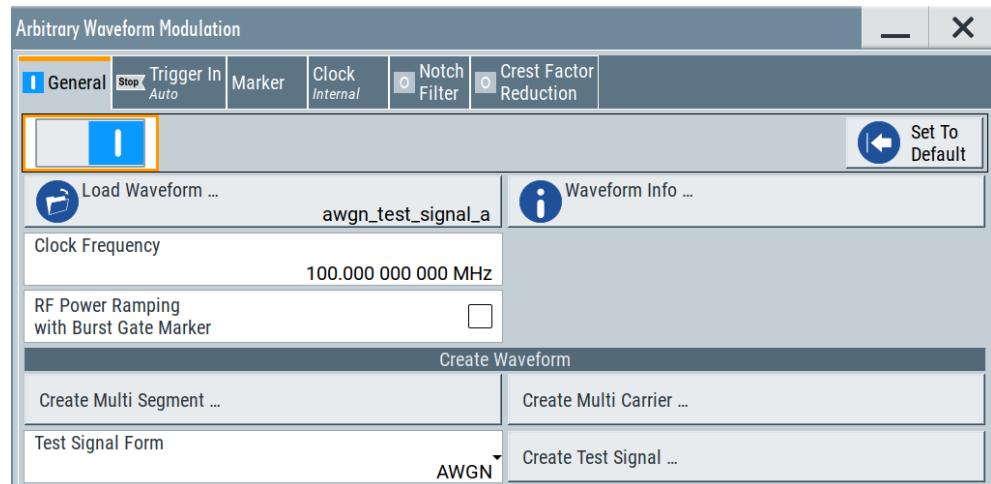 Arbitrary Waveform Modulation
General
Stop
Trigger In
Auto
Marker
Clock
Internal
Notch
Filter
Crest Factor
Reduction
Set To
Default
Load Waveform ...
awgn_test_signal_a
Waveform Info ...
Clock Frequency
100.000 000 000 MHz
RF Power Ramping
with Burst Gate Marker
Create Waveform
Create Multi Segment ...
Create Multi Carrier ...
Test Signal Form
AWGN
Create Test Signal ...